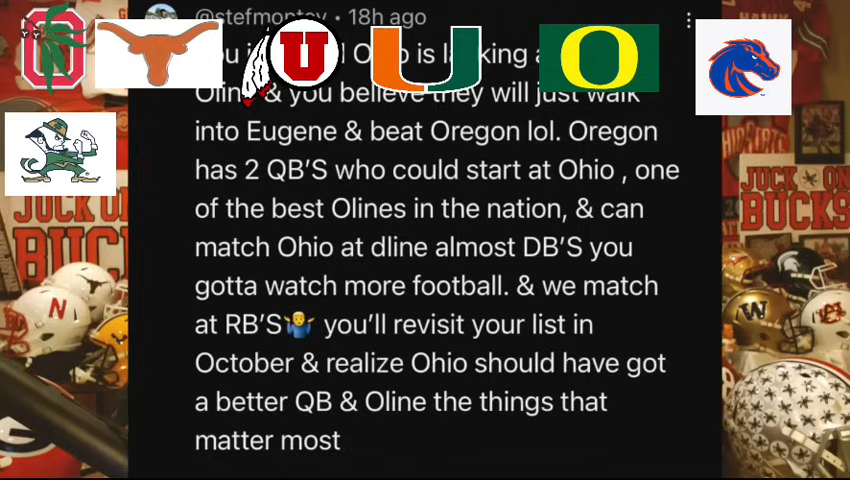 @stefmontoy • 18h ago
is lacking
& you believe they will just walk
into Eugene & beat Oregon lol. Oregon
has 2 QB'S who could start at Ohio , one
of the best Olines in the nation, & can
match Ohio at dline almost DB'S you
gotta watch more football. & we match
at RB'S🤷‍♂️ you'll revisit your list in
October & realize Ohio should have got
a better QB & Oline the things that
matter most
JUCK ON
BUCKS
N
W